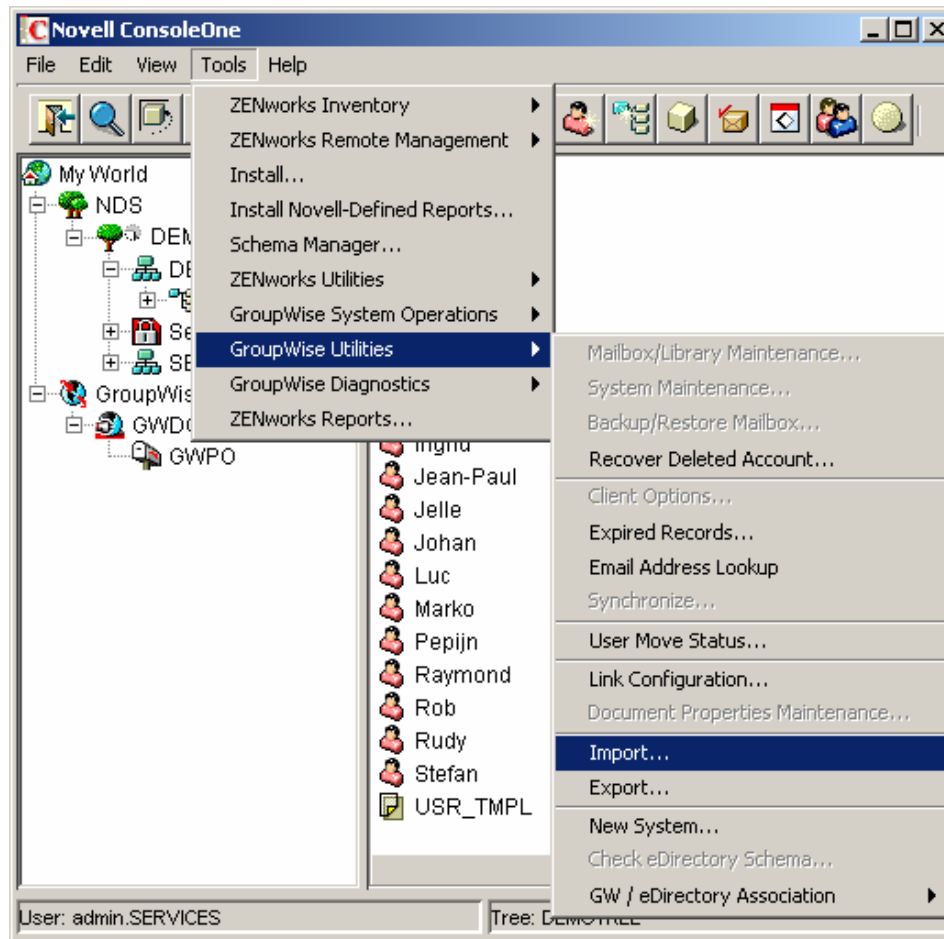 Novell ConsoleOne
File Edit View Tools Help
ZENworks Inventory
ZENworks Remote Management
Install...
Install Novell-Defined Reports...
Schema Manager...
ZENworks Utilities
GroupWise System Operations
GroupWise Utilities
GroupWise Diagnostics
ZENworks Reports...
My World
NDS
GWPO
Mailbox/Library Maintenance...
System Maintenance...
Backup/Restore Mailbox...
Recover Deleted Account...
Client Options...
Expired Records...
Email Address Lookup
Synchronize...
User Move Status...
Link Configuration...
Document Properties Maintenance...
Import...
Export...
New System...
Check eDirectory Schema...
GW / eDirectory Association
Jean-Paul
Jelle
Johan
Luc
Marko
Pepijn
Raymond
Rob
Rudy
Stefan
USR_TMPL
User: admin.SERVICES
Tree: DEMOTREE